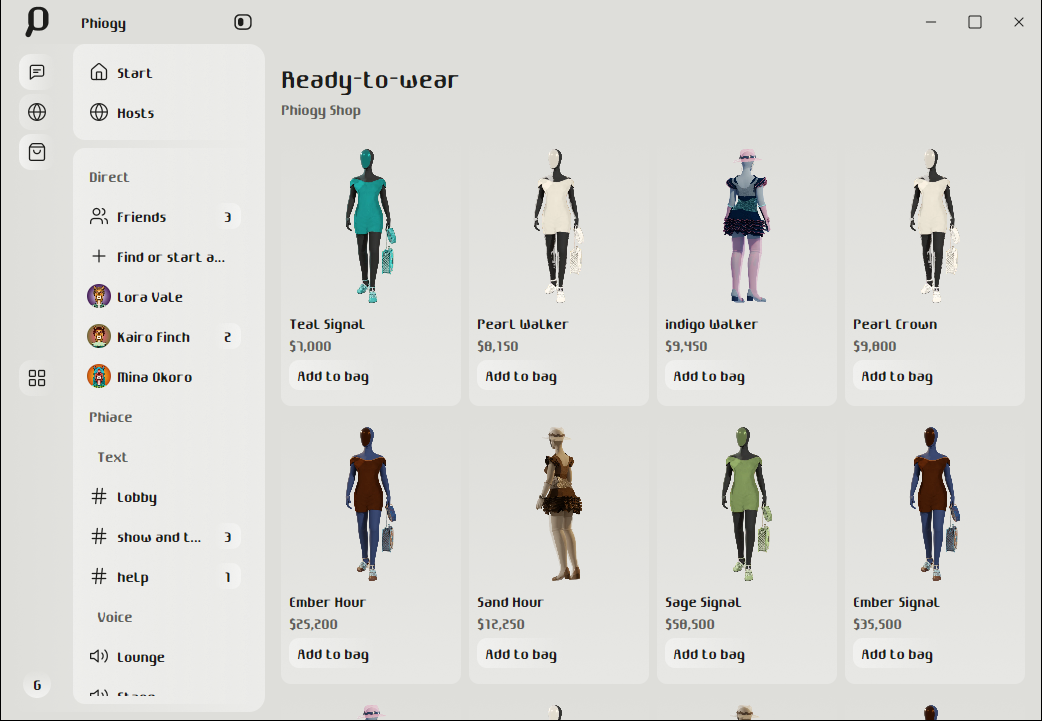 Phiogy
Start
Hosts
Direct
Friends 3
Find or start a...
Lora Vale
Kairo Finch 2
Mina Okoro
Phiace
Text
Lobby
show and t... 3
help 1
Voice
Lounge
G
Ready-to-wear
Phiogy Shop
Teal Signal
$7,000
Add to bag
Pearl Walker
$8,150
Add to bag
indigo Walker
$9,450
Add to bag
Pearl Crown
$9,800
Add to bag
Ember Hour
$25,200
Add to bag
Sand Hour
$12,250
Add to bag
Sage Signal
$50,500
Add to bag
Ember Signal
$35,500
Add to bag